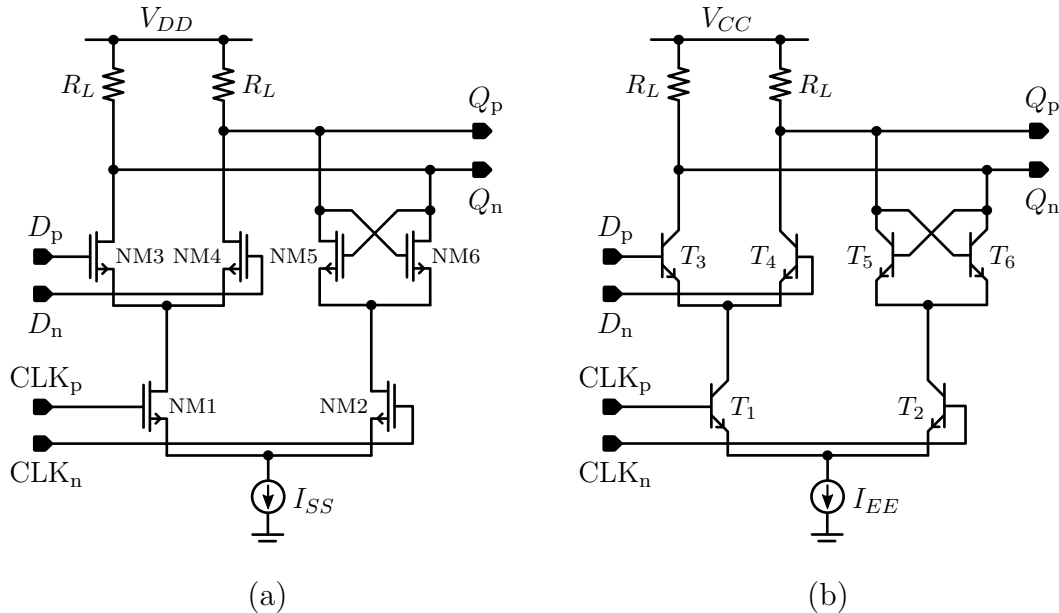 V_DD
R_L
R_L
Q_p
Q_n
D_p
NM3
NM4
NM5
NM6
D_n
CLK_p
NM1
NM2
CLK_n
I_SS
(a)
V_CC
R_L
R_L
Q_p
Q_n
D_p
T_3
T_4
T_5
T_6
D_n
CLK_p
T_1
T_2
CLK_n
I_EE
(b)